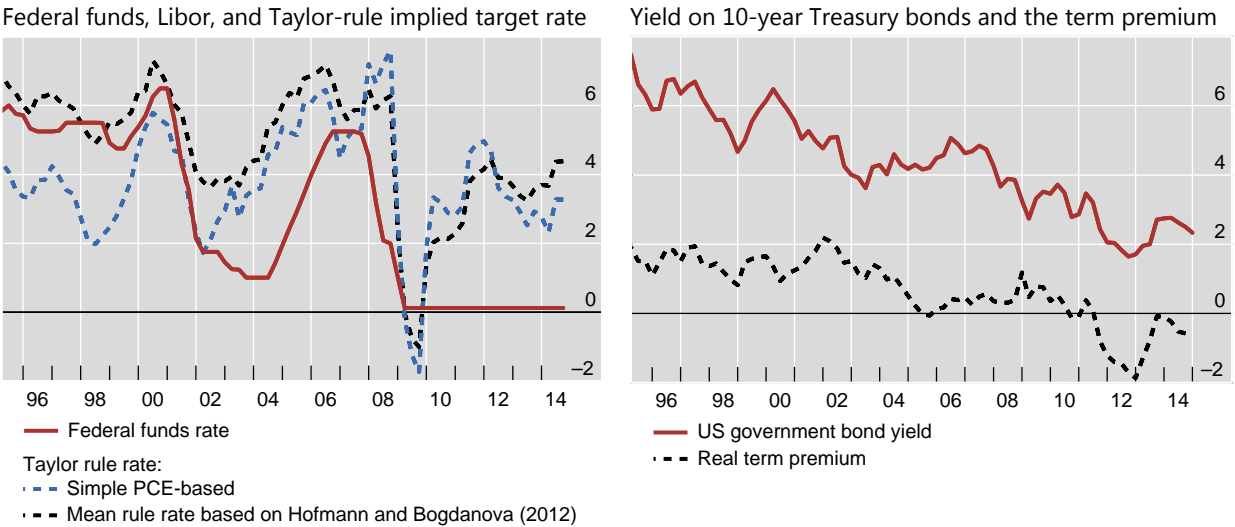 Federal funds, Libor, and Taylor-rule implied target rate
6
4
2
0
–2
96 98 00 02 04 06 08 10 12 14
Federal funds rate
Taylor rule rate:
Simple PCE-based
Mean rule rate based on Hofmann and Bogdanova (2012)
Yield on 10-year Treasury bonds and the term premium
6
4
2
0
–2
96 98 00 02 04 06 08 10 12 14
US government bond yield
Real term premium